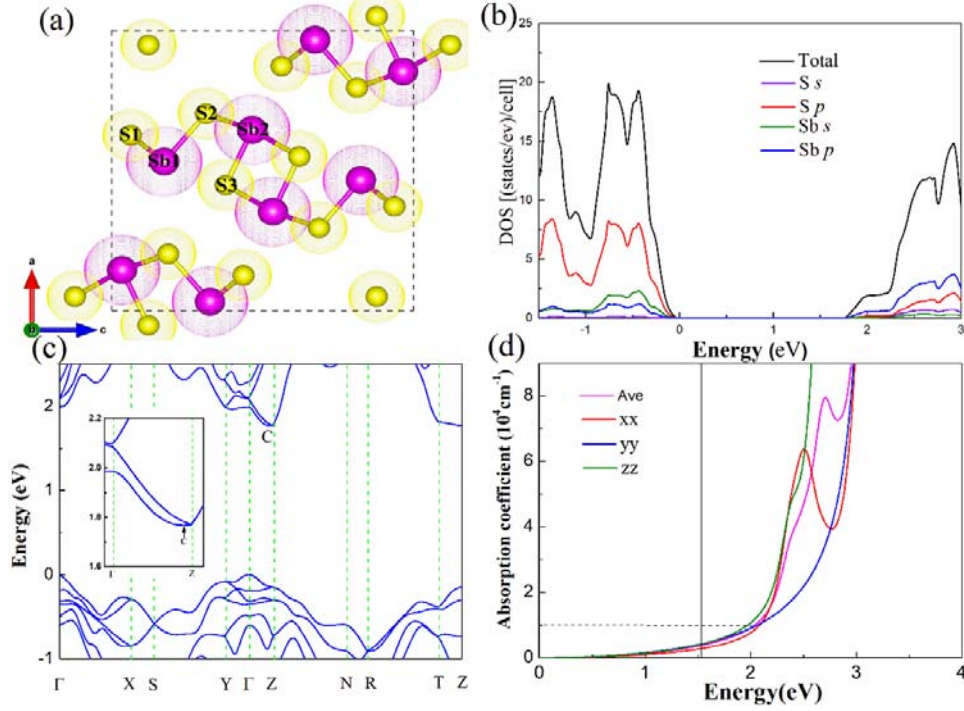 (a)
S1
S2
Sb1
Sb2
S3
a
b
c
(b)
DOS [(states/ev)/cell]
25
20
15
10
5
0
Total
S s
S p
Sb s
Sb p
-1
0
1
2
3
Energy (eV)
(c)
Energy (eV)
2
1
0
-1
C
2.2
2.0
1.8
1.6
C
Γ
Z
Γ
X
S
Y
Γ
Z
N
R
T
Z
(d)
Absorption coefficient (10⁴cm⁻¹)
8
6
4
2
0
Ave
xx
yy
zz
0
1
2
3
4
Energy(eV)